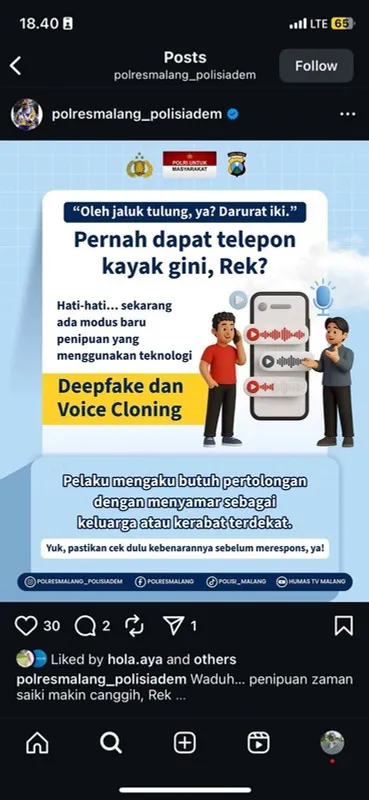 18.40
LTE 65
Posts
polresmalang_polisiadem
Follow
polresmalang_polisiadem
POLRI UNTUK
MASYARAKAT
“Oleh jaluk tulung, ya? Darurat iki.”
Pernah dapat telepon
kayak gini, Rek?
Hati-hati... sekarang
ada modus baru
penipuan yang
menggunakan teknologi
Deepfake dan
Voice Cloning
Pelaku mengaku butuh pertolongan
dengan menyamar sebagai
keluarga atau kerabat terdekat.
Yuk, pastikan cek dulu kebenarannya sebelum merespons, ya!
POLRESMALANG_POLISIADEM POLRESMALANG POLISI_MALANG HUMAS TV MALANG
30 2 1
Liked by hola.aya and others
polresmalang_polisiadem Waduh... penipuan zaman
saiki makin canggih, Rek ...